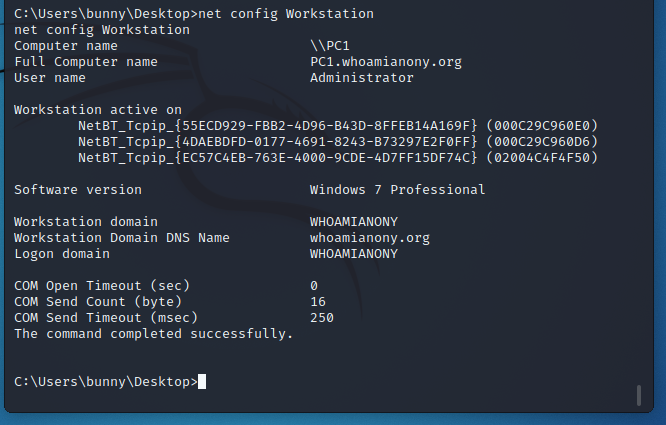 C:\Users\bunny\Desktop>net config Workstation
net config Workstation
Computer name                        \\PC1
Full Computer name                   PC1.whoamianony.org
User name                            Administrator

Workstation active on
        NetBT_Tcpip_{55ECD929-FBB2-4D96-B43D-8FFEB14A169F} (000C29C960E0)
        NetBT_Tcpip_{4DAEBDFD-0177-4691-8243-B73297E2F0FF} (000C29C960D6)
        NetBT_Tcpip_{EC57C4EB-763E-4000-9CDE-4D7FF15DF74C} (02004C4F4F50)

Software version                     Windows 7 Professional

Workstation domain                   WHOAMIANONY
Workstation Domain DNS Name          whoamianony.org
Logon domain                         WHOAMIANONY

COM Open Timeout (sec)               0
COM Send Count (byte)                16
COM Send Timeout (msec)              250
The command completed successfully.

C:\Users\bunny\Desktop>